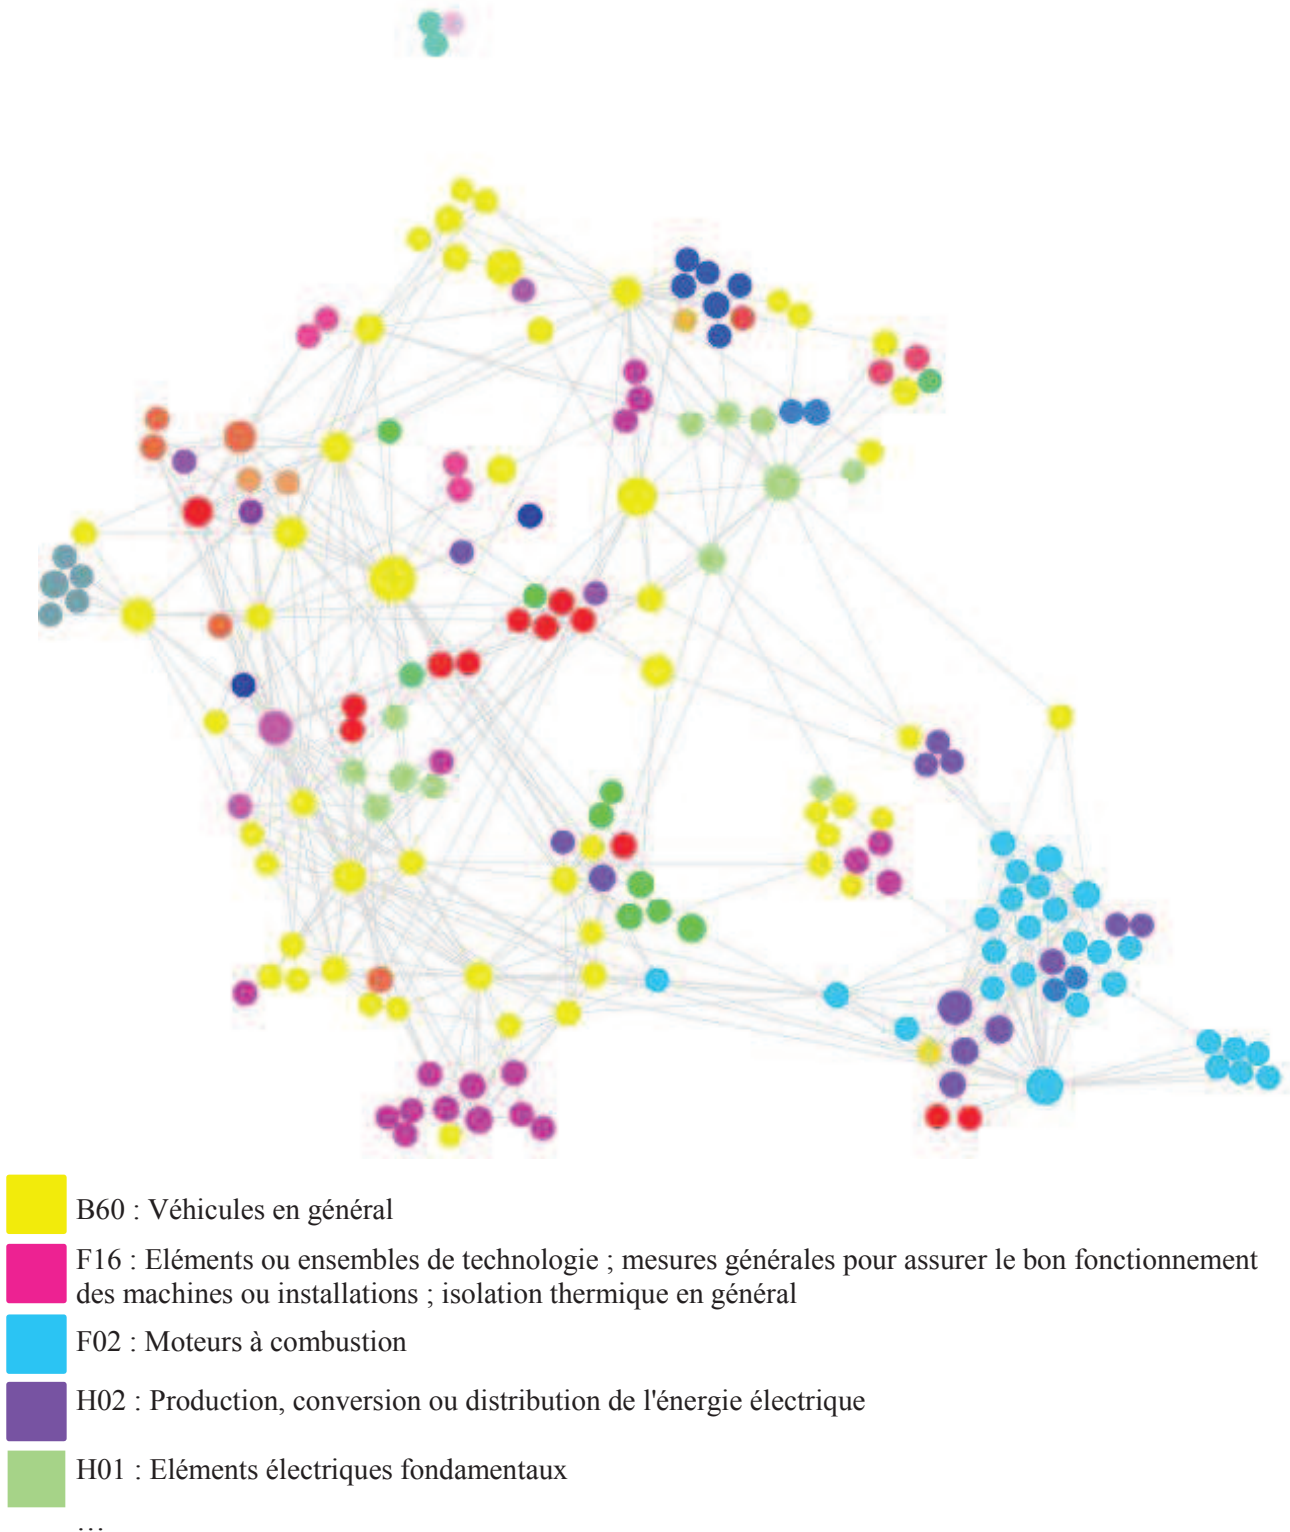 B60 : Véhicules en général
F16 : Eléments ou ensembles de technologie ; mesures générales pour assurer le bon fonctionnement
des machines ou installations ; isolation thermique en général
F02 : Moteurs à combustion
H02 : Production, conversion ou distribution de l'énergie électrique
H01 : Eléments électriques fondamentaux
…